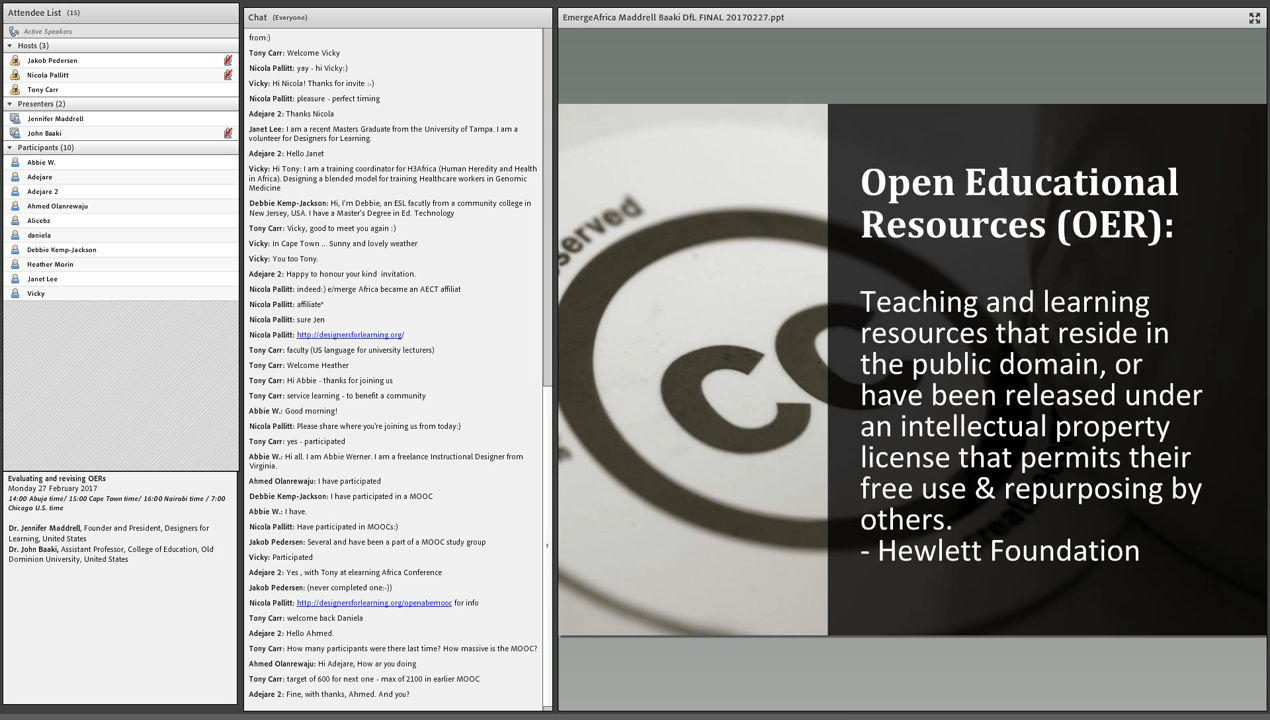 Attendee List (15)
Active Speakers
Hosts (3)
Jakob Pedersen
Nicola Pallitt
Tony Carr
Presenters (2)
Jennifer Maddrell
John Baaki
Participants (10)
Abbie W.
Adejare
Adejare 2
Ahmed Olanrewaju
Alicebz
daniela
Debbie Kemp-Jackson
Heather Morin
Janet Lee
Vicky
Evaluating and revising OERs
Monday 27 February 2017
14:00 Abuja time/ 15:00 Cape Town time/ 16:00 Nairobi time / 7:00
Chicago U.S. time
Dr. Jennifer Maddrell, Founder and President, Designers for
Learning, United States
Dr. John Baaki, Assistant Professor, College of Education, Old
Dominion University, United States
Chat (Everyone)
from:)
Tony Carr: Welcome Vicky
Nicola Pallitt: yay - hi Vicky:)
Vicky: Hi Nicola! Thanks for invite :-)
Nicola Pallitt: pleasure - perfect timing
Adejare 2: Thanks Nicola
Janet Lee: I am a recent Masters Graduate from the University of Tampa. I am a
volunteer for Designers for Learning.
Adejare 2: Hello Janet
Vicky: Hi Tony: I am a training coordinator for H3Africa (Human Heredity and Health
in Africa). Designing a blended model for training Healthcare workers in Genomic
Medicine
Debbie Kemp-Jackson: Hi, I'm Debbie, an ESL facutly from a community college in
New Jersey, USA. I have a Master's Degree in Ed. Technology
Tony Carr: Vicky, good to meet you again :)
Vicky: In Cape Town ... Sunny and lovely weather
Vicky: You too Tony.
Adejare 2: Happy to honour your kind invitation.
Nicola Pallitt: indeed:) e/merge Africa became an AECT affiliat
Nicola Pallitt: affiliate*
Nicola Pallitt: sure Jen
Nicola Pallitt: http://designersforlearning.org/
Tony Carr: faculty (US language for university lecturers)
Tony Carr: Welcome Heather
Tony Carr: Hi Abbie - thanks for joining us
Tony Carr: service learning - to benefit a community
Abbie W.: Good morning!
Nicola Pallitt: Please share where you're joining us from today:)
Tony Carr: yes - participated
Abbie W.: Hi all. I am Abbie Werner. I am a freelance Instructional Designer from
Virginia.
Ahmed Olanrewaju: I have participated
Debbie Kemp-Jackson: I have participated in a MOOC
Abbie W.: I have.
Nicola Pallitt: Have participated in MOOCs:)
Jakob Pedersen: Several and have been a part of a MOOC study group
Vicky: Participated
Adejare 2: Yes , with Tony at elearning Africa Conference
Jakob Pedersen: (never completed one:-))
Nicola Pallitt: http://designersforlearning.org/openabemooc for info
Tony Carr: welcome back Daniela
Adejare 2: Hello Ahmed.
Tony Carr: How many participants were there last time? How massive is the MOOC?
Ahmed Olanrewaju: Hi Adejare, How ar you doing
Tony Carr: target of 600 for next one - max of 2100 in earlier MOOC
Adejare 2: Fine, with thanks, Ahmed. And you?
EmergeAfrica Maddrell Baaki DfL FINAL 20170227.ppt
served
cc
Open Educational
Resources (OER):
Teaching and learning
resources that reside in
the public domain, or
have been released under
an intellectual property
license that permits their
free use & repurposing by
others.
- Hewlett Foundation